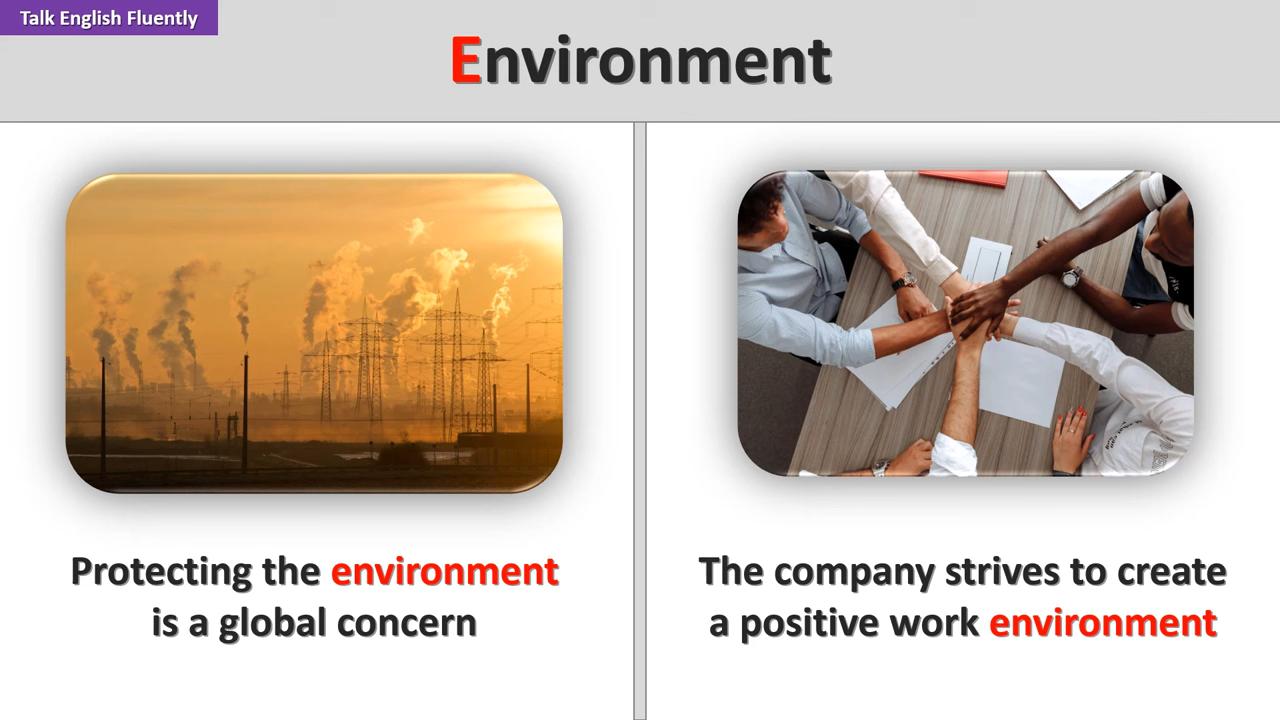 Talk English Fluently
Environment
Protecting the environment
is a global concern
The company strives to create
a positive work environment